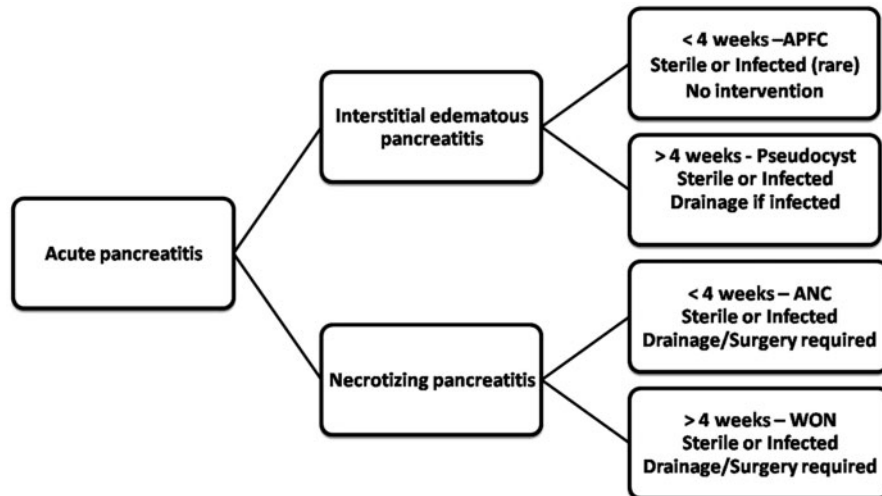 < 4 weeks –APFC
Sterile or Infected (rare)
No intervention
Interstitial edematous
pancreatitis
> 4 weeks - Pseudocyst
Sterile or Infected
Drainage if infected
Acute pancreatitis
< 4 weeks – ANC
Sterile or Infected
Drainage/Surgery required
Necrotizing pancreatitis
> 4 weeks – WON
Sterile or Infected
Drainage/Surgery required